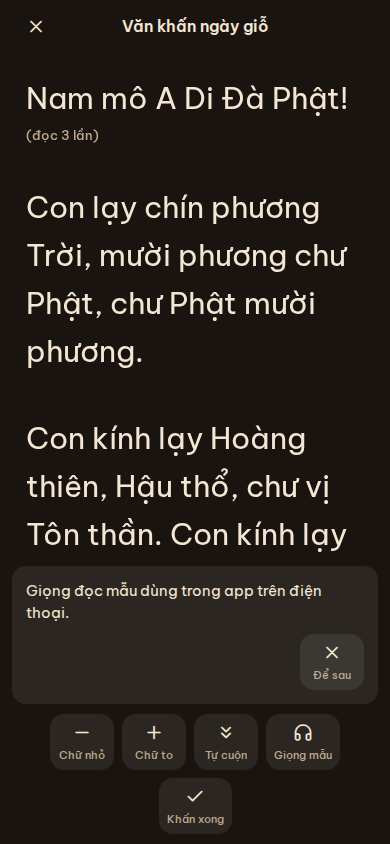 Văn khấn ngày giỗ
Nam mô A Di Đà Phật!
(đọc 3 lần)
Con lạy chín phương
Trời, mười phương chư
Phật, chư Phật mười
phương.
Con kính lạy Hoàng
thiên, Hậu thổ, chư vị
Tôn thần. Con kính lạy
Giọng đọc mẫu dùng trong app trên điện
thoại.
Để sau
Chữ nhỏ
Chữ to
Tự cuộn
Giọng mẫu
Khấn xong